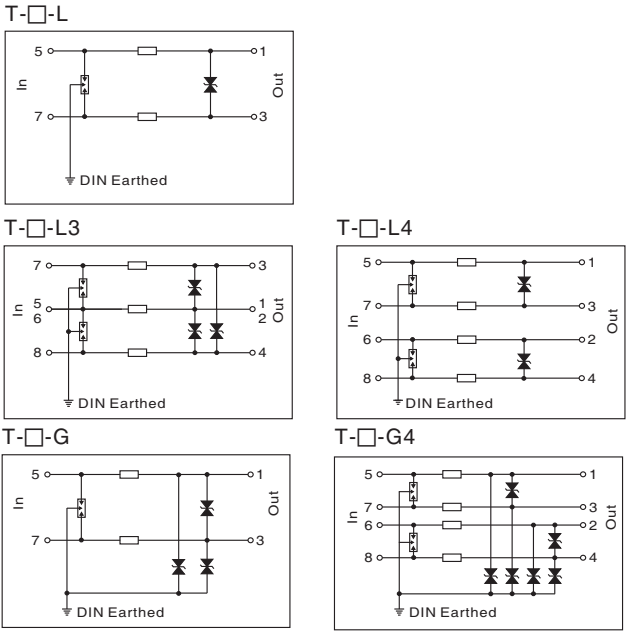 T-□-L
5 1
In Out
7 3
DIN Earthed
T-□-L3
7 3
5 1
In Out
6 2
8 4
DIN Earthed
T-□-L4
5 1
7 3
In Out
6 2
8 4
DIN Earthed
T-□-G
5 1
In Out
7 3
DIN Earthed
T-□-G4
5 1
7 3
In Out
6 2
8 4
DIN Earthed